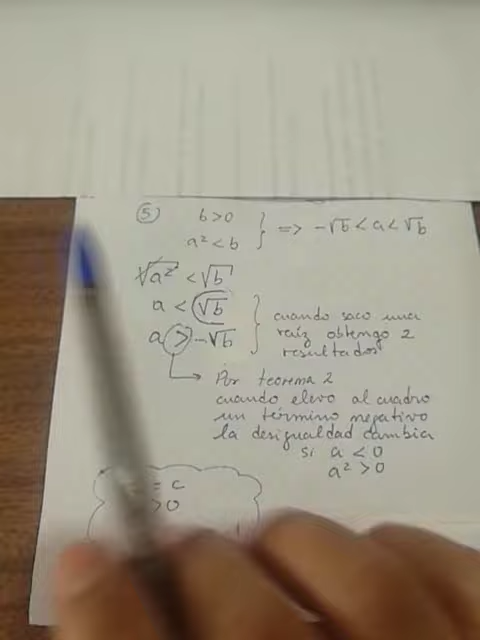 5 b>0 } => -√b < a < √b
a² < b
√a² < √b
a < √b
a > -√b
cuando saco una
raíz obtengo 2
resultados
Por teorema 2
cuando elevo al cuadro
un término negativo
la desigualdad cambia
si a < 0
a² > 0
= c
>0